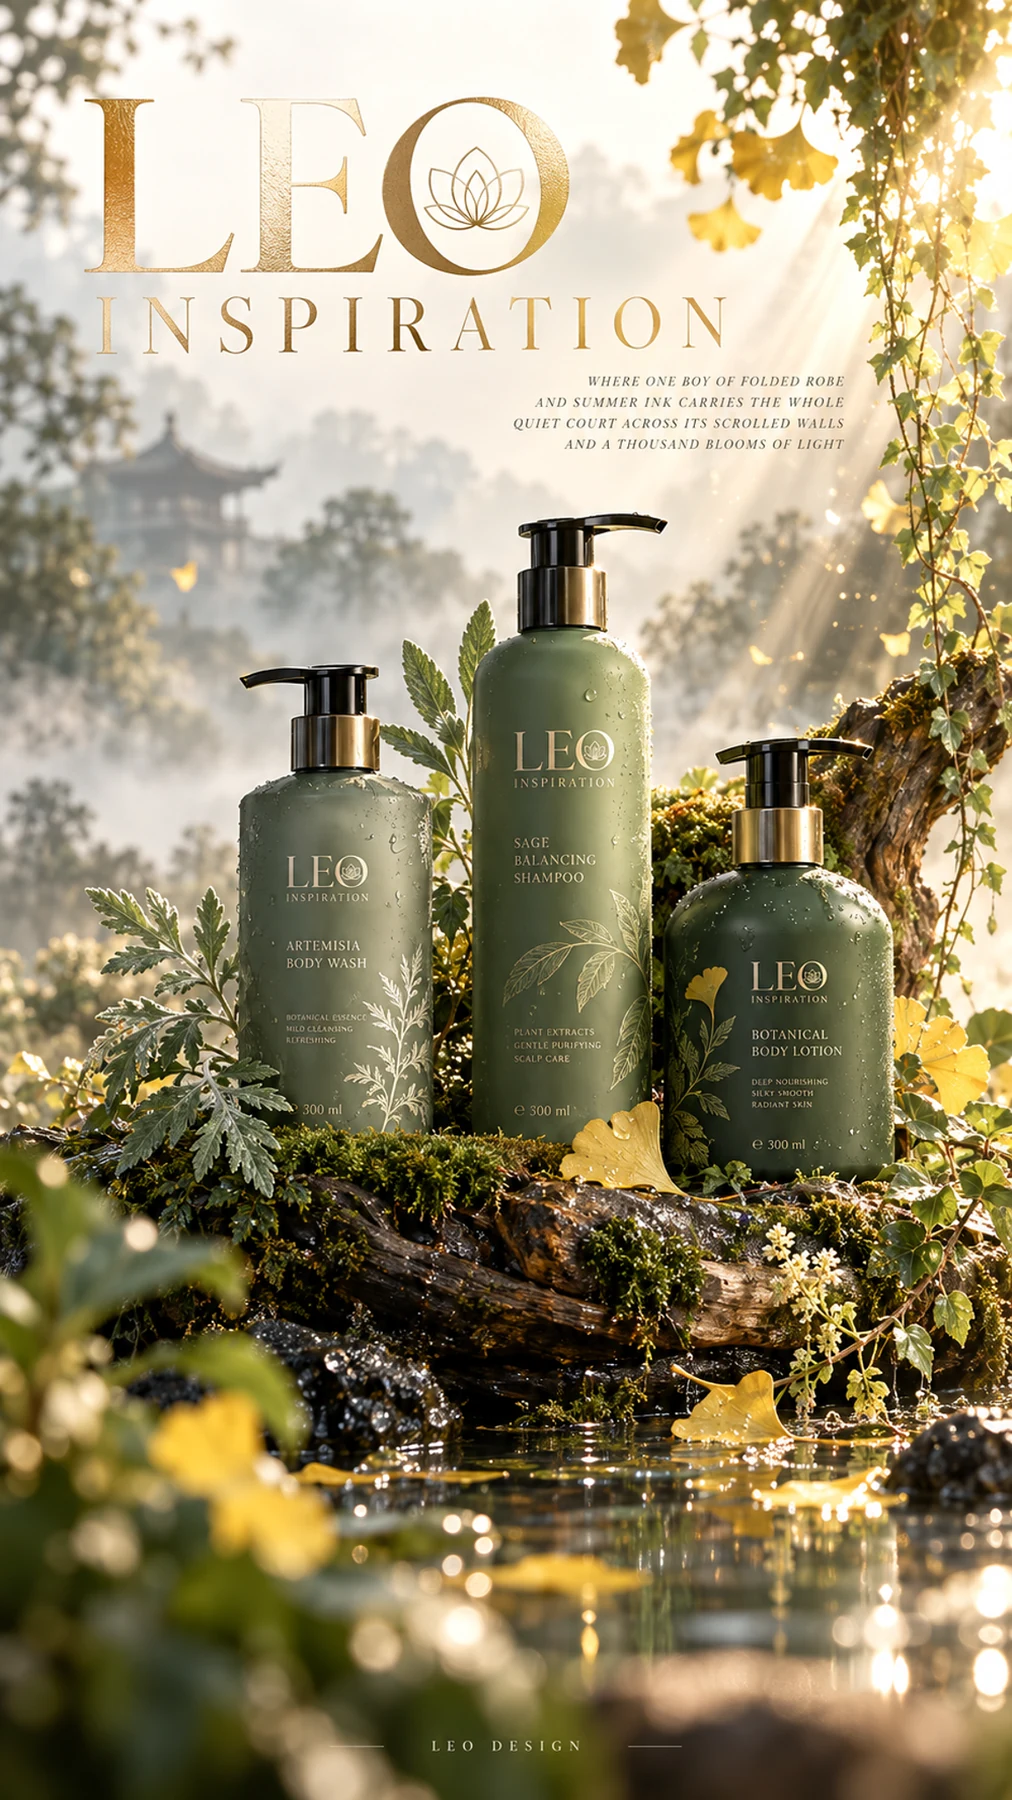 LEO
INSPIRATION
WHERE ONE BOY OF FOLDED ROBE
AND SUMMER INK CARRIES THE WHOLE
QUIET COURT ACROSS ITS SCROLLED WALLS
AND A THOUSAND BLOOMS OF LIGHT
LEO
INSPIRATION
ARTEMISIA
BODY WASH
BOTANICAL ESSENCE
MILD CLEANSING
REFRESHING
300 ml
LEO
INSPIRATION
SAGE
BALANCING
SHAMPOO
PLANT EXTRACTS
GENTLE PURIFYING
SCALP CARE
℮ 300 ml
LEO
INSPIRATION
BOTANICAL
BODY LOTION
DEEP NOURISHING
SILKY SMOOTH
RADIANT SKIN
℮ 300 ml
LEO DESIGN